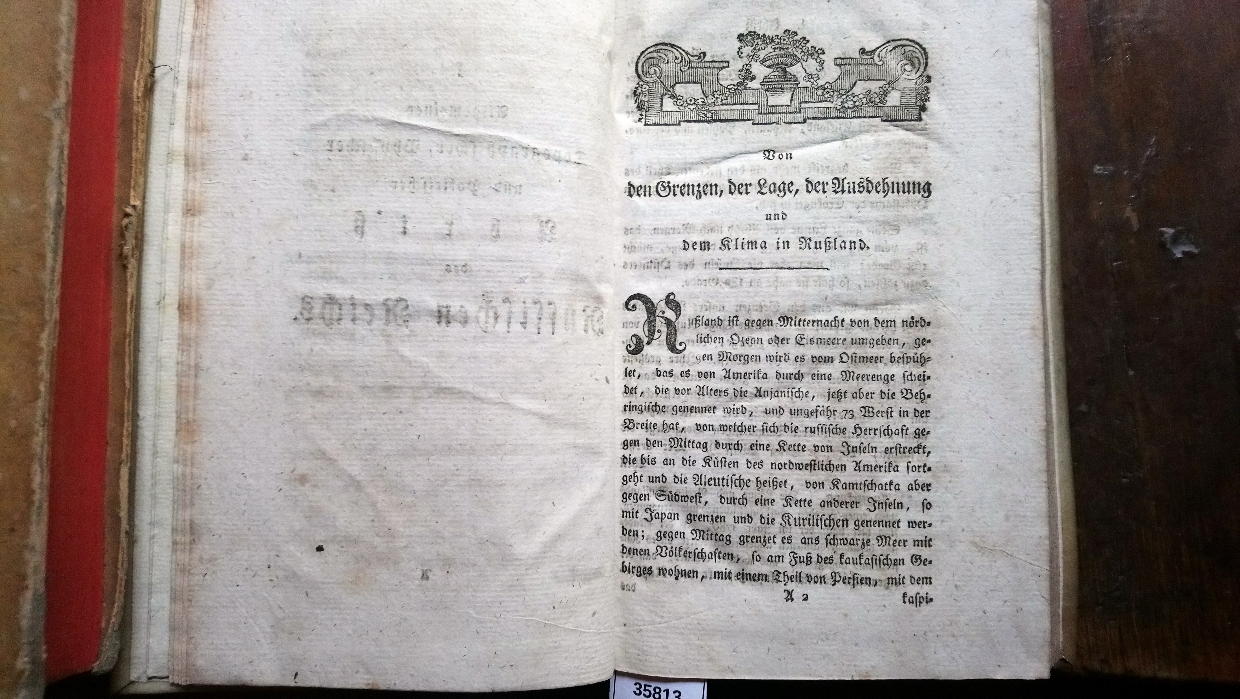 Von
den Grenzen, der Lage, der Ausdehnung
und
dem Klima in Rußland.
Rußland ist gegen Mitternacht von dem nörd-
lichen Ozean oder Eismeere umgeben, ge-
gen Morgen wird es vom Ostmeer bespüh-
let, das es von Amerika durch eine Meerenge schei-
det, die vor Alters die Anjanische, jetzt aber die Beh-
ringische genennet wird, und ungefähr 73 Werst in der
Breite hat, von welcher sich die russische Herrschaft ge-
gen den Mittag durch eine Kette von Inseln erstreckt,
die bis an die Küsten des nordwestlichen Amerika fort-
geht und die Aleutische heißet, von Kamtschatka aber
gegen Südwest, durch eine Kette anderer Inseln, so
mit Japan grenzen und die Kurilischen genennet wer-
den; gegen Mittag grenzet es ans schwarze Meer mit
denen Völkerschaften, so am Fuß des kaukasischen Ge-
birges wohnen, mit einem Theil von Persien, mit dem
A 2 kaspi-
35813